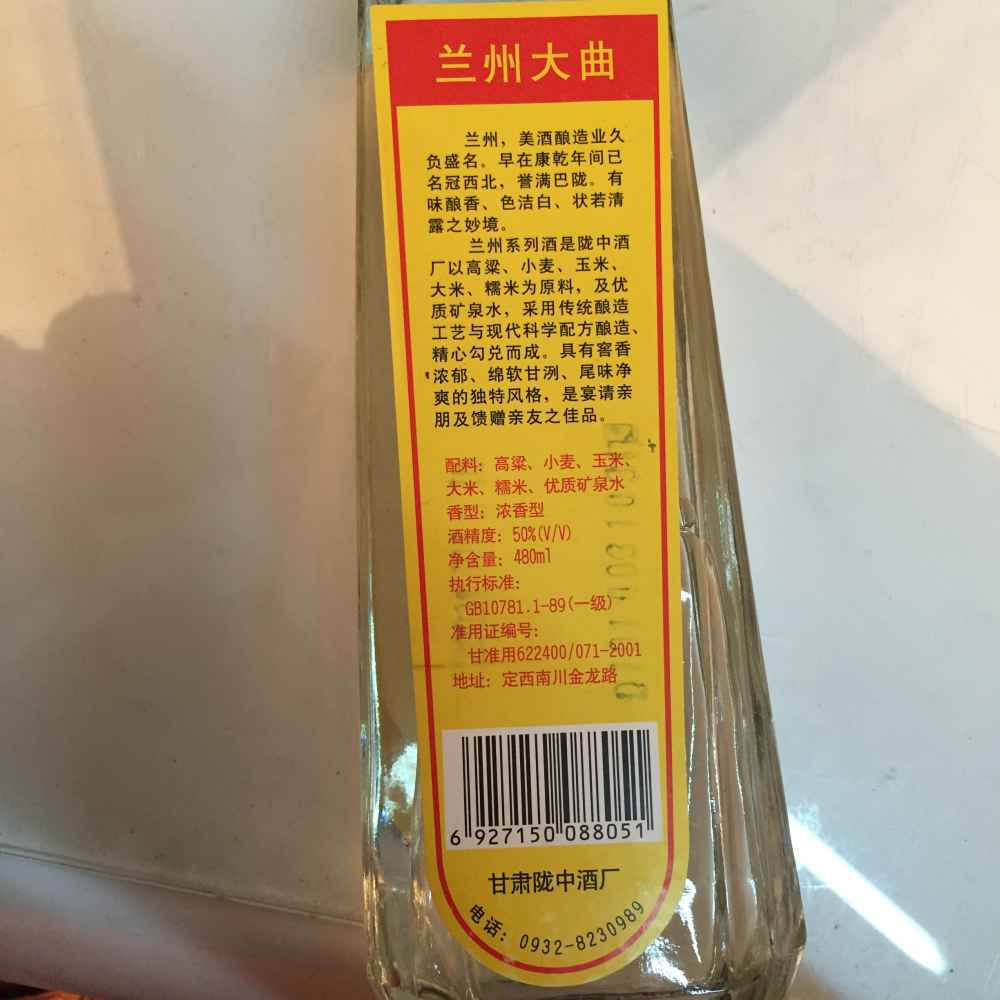 兰州大曲
兰州，美酒酿造业久
负盛名。早在康乾年间已
名冠西北，誉满巴陇。有
味酿香、色洁白、状若清
露之妙境。
兰州系列酒是陇中酒
厂以高粱、小麦、玉米、
大米、糯米为原料，及优
质矿泉水，采用传统酿造
工艺与现代科学配方酿造、
精心勾兑而成。具有窖香
浓郁、绵软甘洌、尾味净
爽的独特风格，是宴请亲
朋及馈赠亲友之佳品。
配料：高粱、小麦、玉米、
大米、糯米、优质矿泉水
香型：浓香型
酒精度：50%(V/V)
净含量：480ml
执行标准：
GB10781.1-89(一级)
准用证编号：
甘准用622400/071-2001
地址：定西南川金龙路
6 927150 088051
甘肃陇中酒厂
电话：0932-8230989